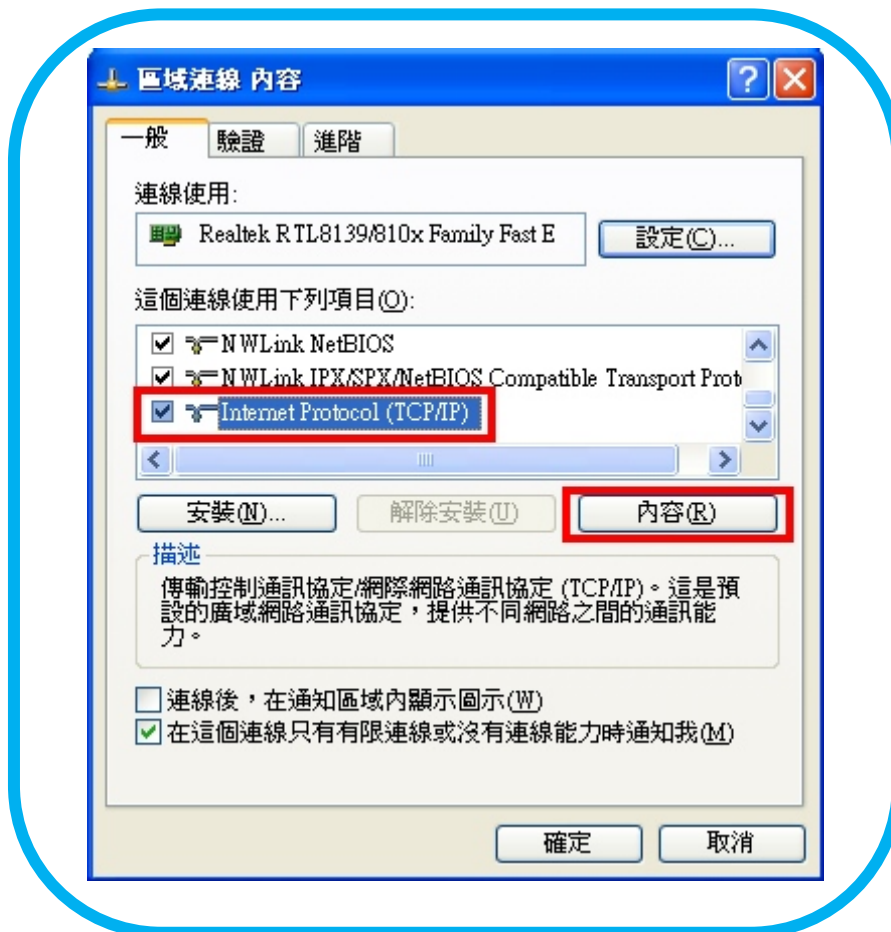 區域連線 內容
一般 驗證 進階
連線使用:
Realtek RTL8139/810x Family Fast E 設定(C)...
這個連線使用下列項目(O):
NWLink NetBIOS
NWLink IPX/SPX/NetBIOS Compatible Transport Prot
Internet Protocol (TCP/IP)
安裝(N)... 解除安裝(U) 內容(R)
描述
傳輸控制通訊協定/網際網路通訊協定 (TCP/IP)。這是預
設的廣域網路通訊協定,提供不同網路之間的通訊能
力。
連線後,在通知區域內顯示圖示(W)
在這個連線只有有限連線或沒有連線能力時通知我(M)
確定 取消